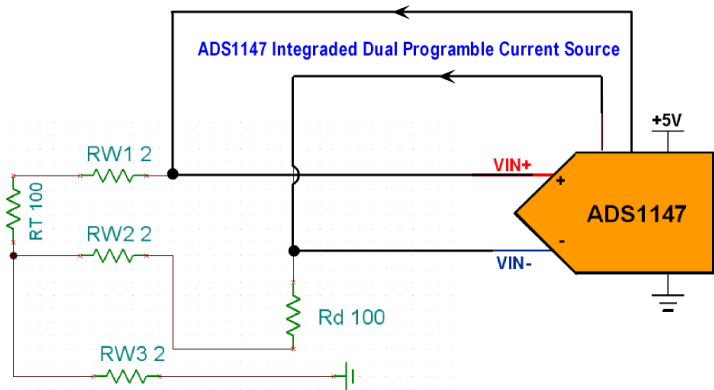 ADS1147 Integraded Dual Programble Current Source
+5V
RW1 2
VIN+
+
RT 100
ADS1147
RW2 2
-
VIN-
Rd 100
RW3 2